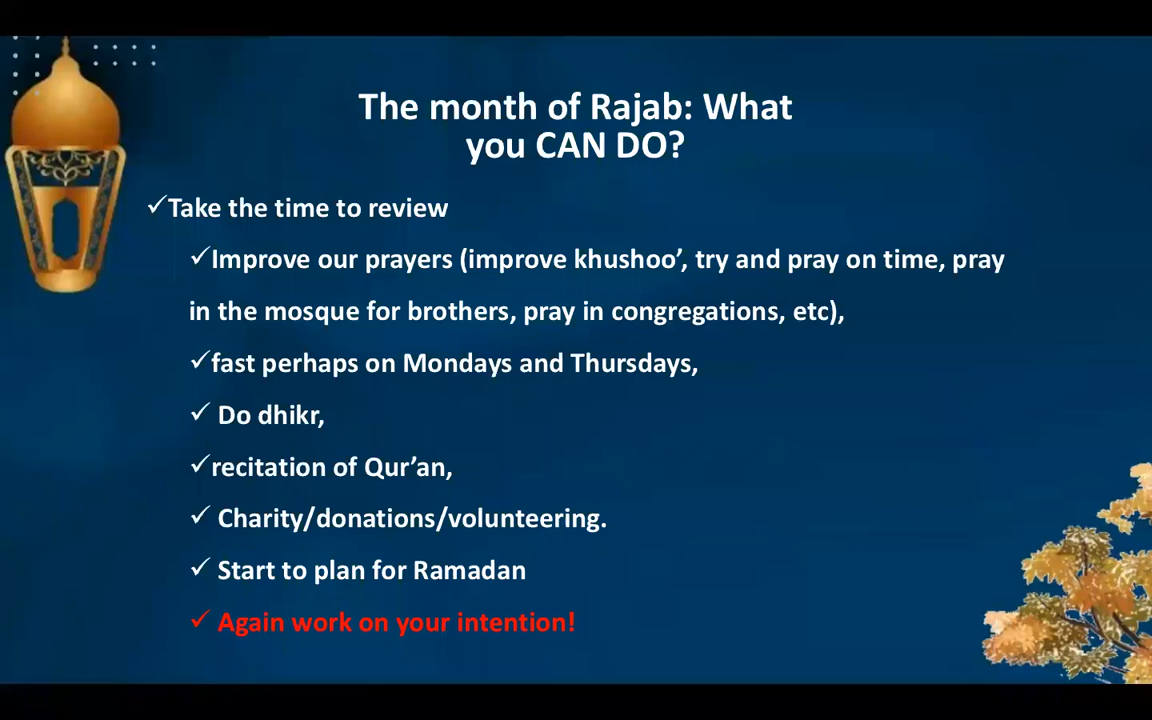 The month of Rajab: What
you CAN DO?
✓Take the time to review
✓Improve our prayers (improve khushoo’, try and pray on time, pray
in the mosque for brothers, pray in congregations, etc),
✓fast perhaps on Mondays and Thursdays,
✓ Do dhikr,
✓recitation of Qur’an,
✓ Charity/donations/volunteering.
✓ Start to plan for Ramadan
✓ Again work on your intention!